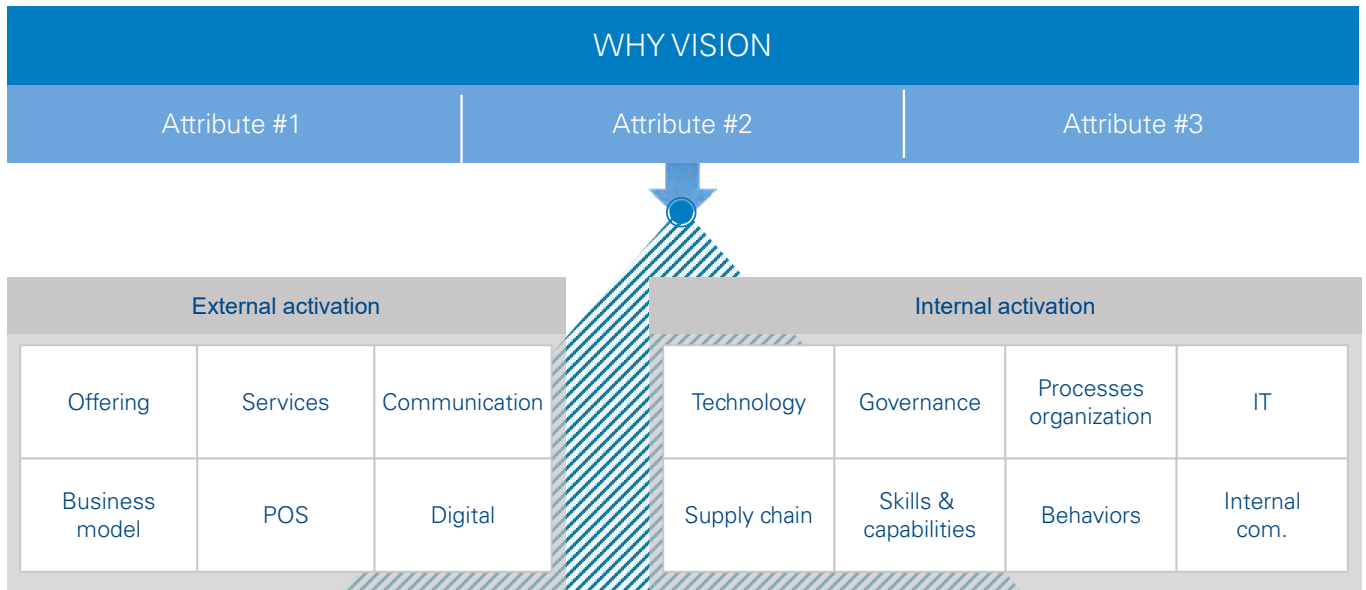 WHY VISION
Attribute #1
Attribute #2
Attribute #3
External activation
Offering
Services
Communication
Business
model
POS
Digital
Internal activation
Technology
Governance
Processes
organization
IT
Supply chain
Skills &
capabilities
Behaviors
Internal
com.